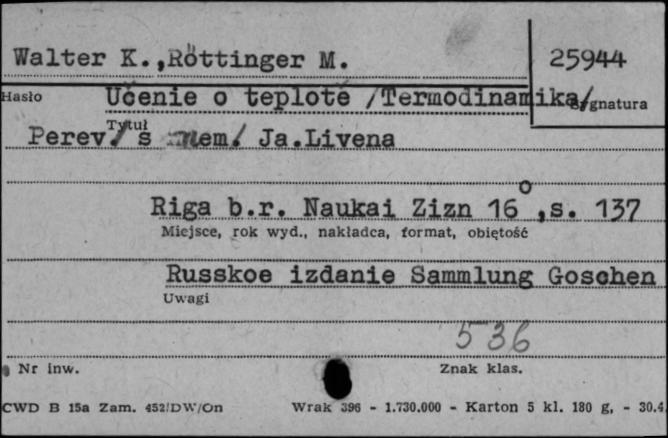 Walter K.,Röttinger M.
25944
Hasło
Učenie o teplote /Termodinamika/
Sygnatura
Tytuł
Perev./ s niem./ Ja.Livena
Riga b.r. Naukai Zizn 16°,s. 137
Miejsce, rok wyd., nakładca, format, objętość
Russkoe izdanie Sammlung Goschen
Uwagi
536
Nr inw.
Znak klas.
CWD B 15a Zam. 452/DW/On
Wrak 396 - 1.730.000 - Karton 5 kl. 180 g, - 30.4